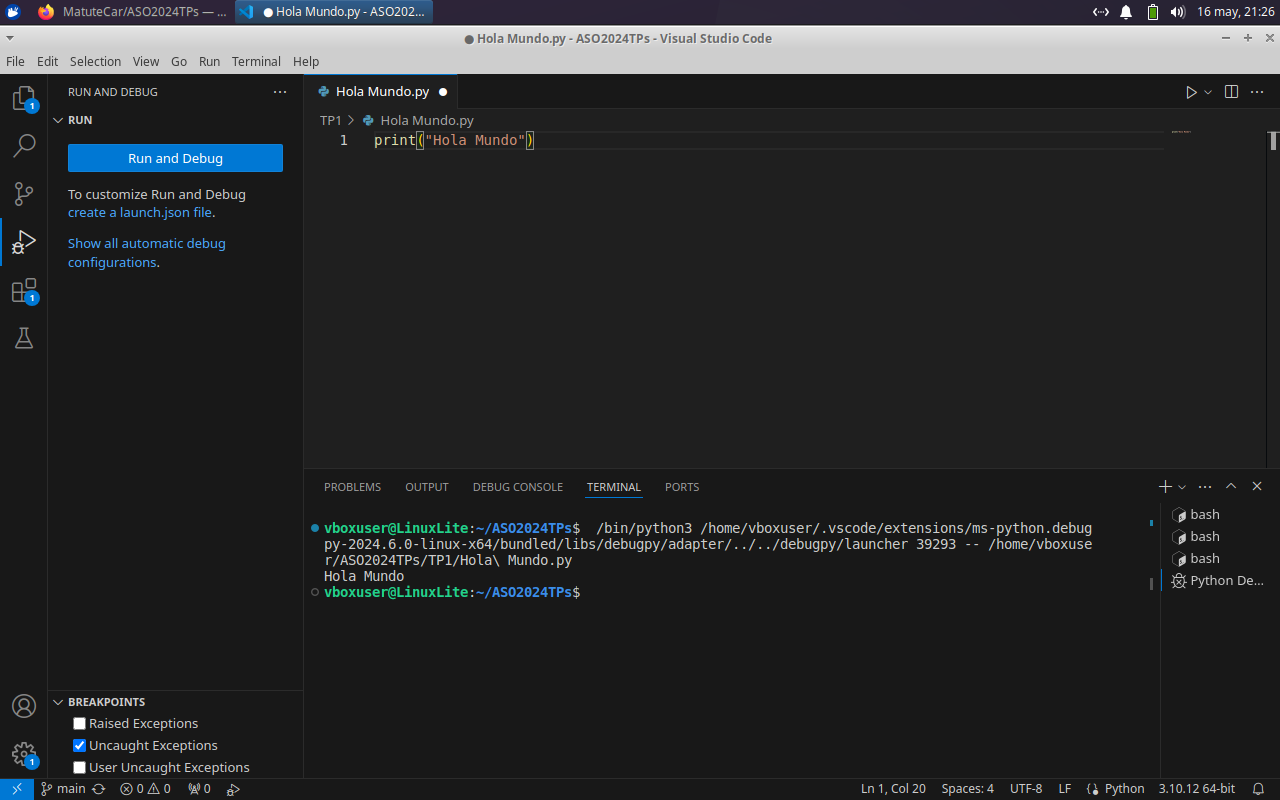 MatuteCar/ASO2024TPs — ...
● Hola Mundo.py - ASO202...
16 may, 21:26
● Hola Mundo.py - ASO2024TPs - Visual Studio Code
File Edit Selection View Go Run Terminal Help
RUN AND DEBUG
RUN
Run and Debug
To customize Run and Debug
create a launch.json file.
Show all automatic debug
configurations.
BREAKPOINTS
Raised Exceptions
Uncaught Exceptions
User Uncaught Exceptions
1
1
1
Hola Mundo.py ●
TP1 > Hola Mundo.py
1 print("Hola Mundo")
PROBLEMS OUTPUT DEBUG CONSOLE TERMINAL PORTS
vboxuser@LinuxLite:~/ASO2024TPs$  /bin/python3 /home/vboxuser/.vscode/extensions/ms-python.debug
py-2024.6.0-linux-x64/bundled/libs/debugpy/adapter/../../debugpy/launcher 39293 -- /home/vboxuse
r/ASO2024TPs/TP1/Hola\ Mundo.py
Hola Mundo
vboxuser@LinuxLite:~/ASO2024TPs$
bash
bash
bash
Python De...
main 0 0 0
Ln 1, Col 20 Spaces: 4 UTF-8 LF Python 3.10.12 64-bit